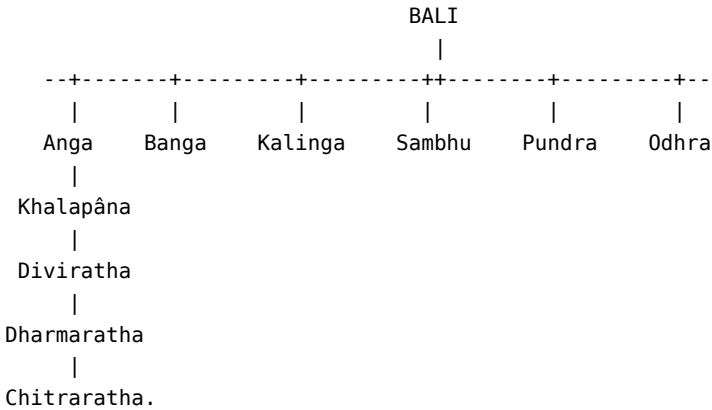 BALI
Anga Banga Kalinga Sambhu Pundra Odhra
Khalapâna
Diviratha
Dharmaratha
Chitraratha.